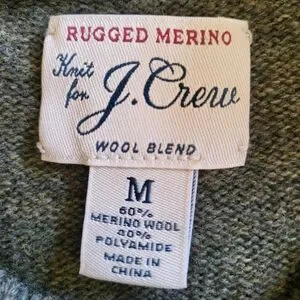 RUGGED MERINO
Knit for J. Crew
WOOL BLEND
M
60%
MERINO WOOL
40%
POLYAMIDE
MADE IN
CHINA